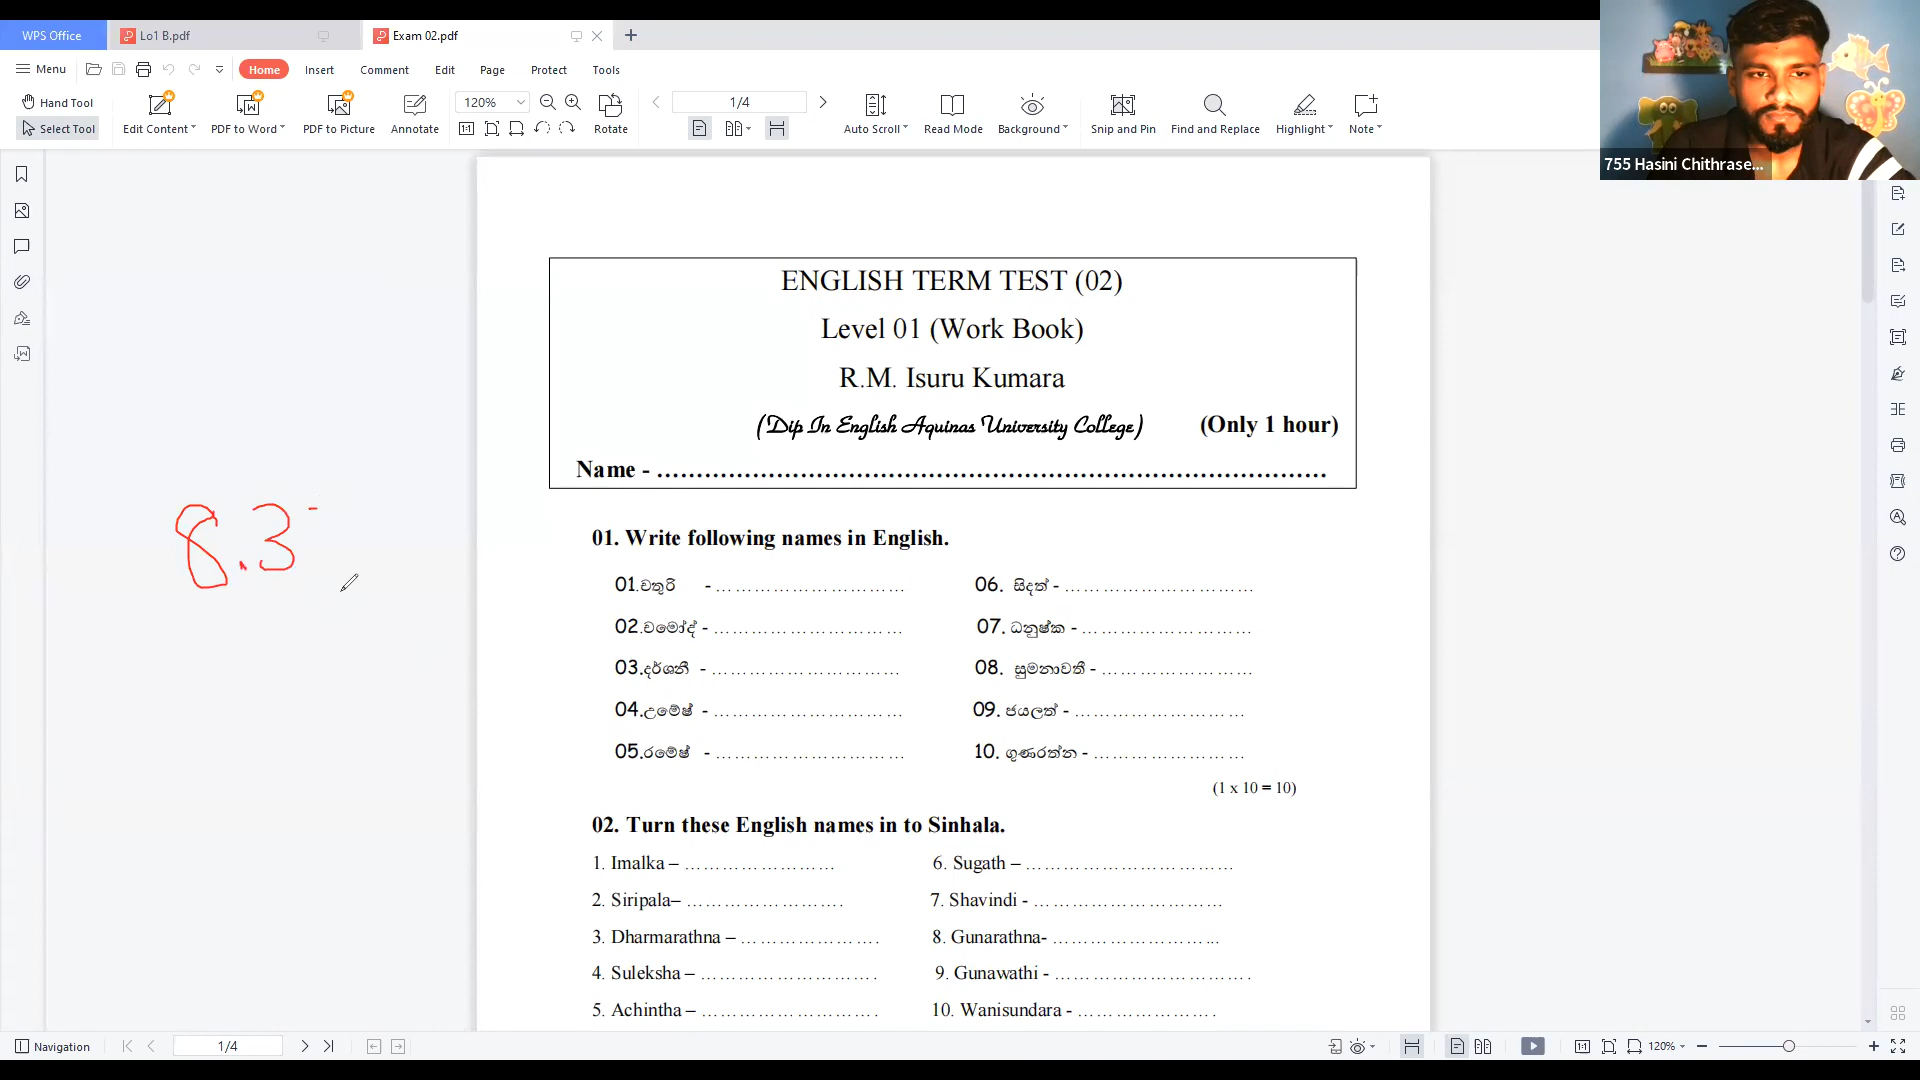 WPS Office Lo1 B.pdf Exam 02.pdf
Menu Home Insert Comment Edit Page Protect Tools
Hand Tool
Select Tool
Edit Content PDF to Word PDF to Picture Annotate
120%
Rotate
1/4
Auto Scroll Read Mode Background Snip and Pin Find and Replace Highlight Note
755 Hasini Chithrase...
ENGLISH TERM TEST (02)
Level 01 (Work Book)
R.M. Isuru Kumara
(Dip In English Aquinas University College) (Only 1 hour)
Name - ……………………………………………………………………………
8.3
01. Write following names in English.
01.චතුරි - ………………………… 06. සිදත් - …………………………
02.චමෝද් - ………………………… 07. ධනුෂ්ක - ………………………
03.දර්ශනී - ………………………… 08. සුමනාවතී - ……………………
04.උමේෂ් - ………………………… 09. ජයලත් - ………………………
05.රමේෂ් - ………………………… 10. ගුණරත්න - ……………………
(1 x 10 = 10)
02. Turn these English names in to Sinhala.
1. Imalka – …………………… 6. Sugath – ……………………………
2. Siripala– ……………………. 7. Shavindi - …………………………
3. Dharmarathna – …………………. 8. Gunarathna- ……………………...
4. Suleksha – ………………………. 9. Gunawathi - ………………………….
5. Achintha – ………………………. 10. Wanisundara - ………………….
Navigation 1/4 120%